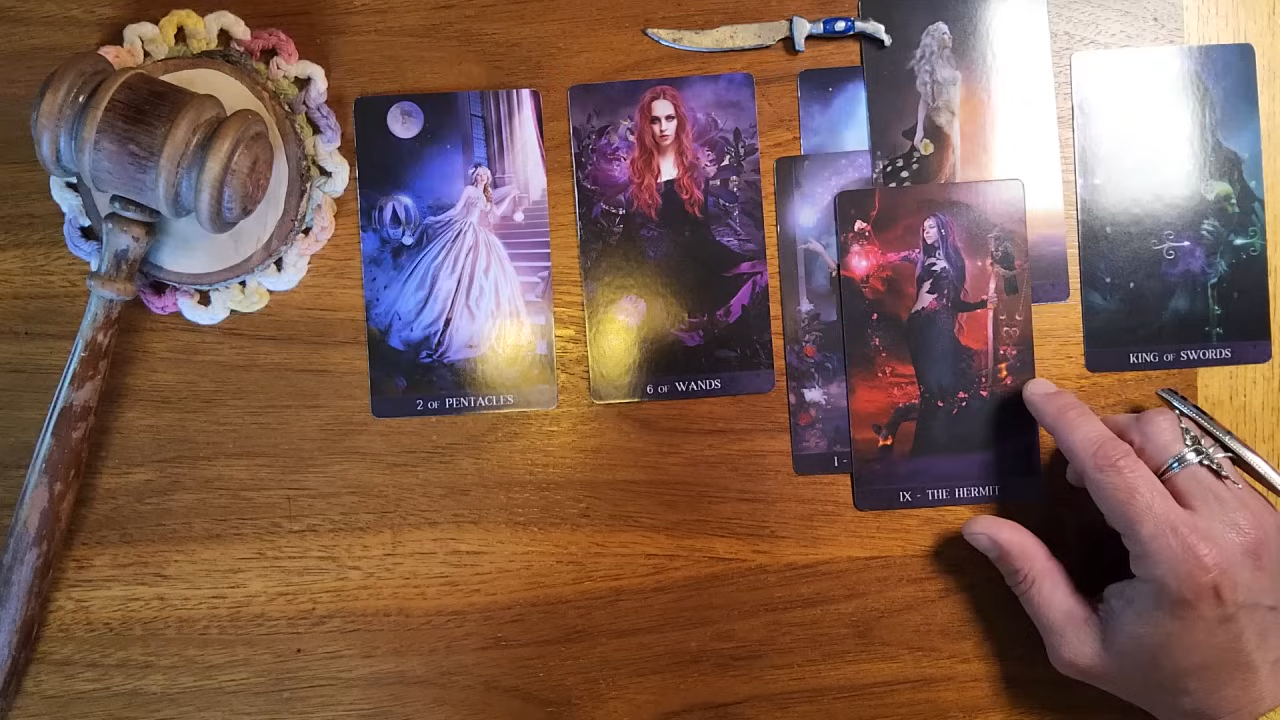 2 OF PENTACLES
6 OF WANDS
I -
IX - THE HERMIT
KING OF SWORDS